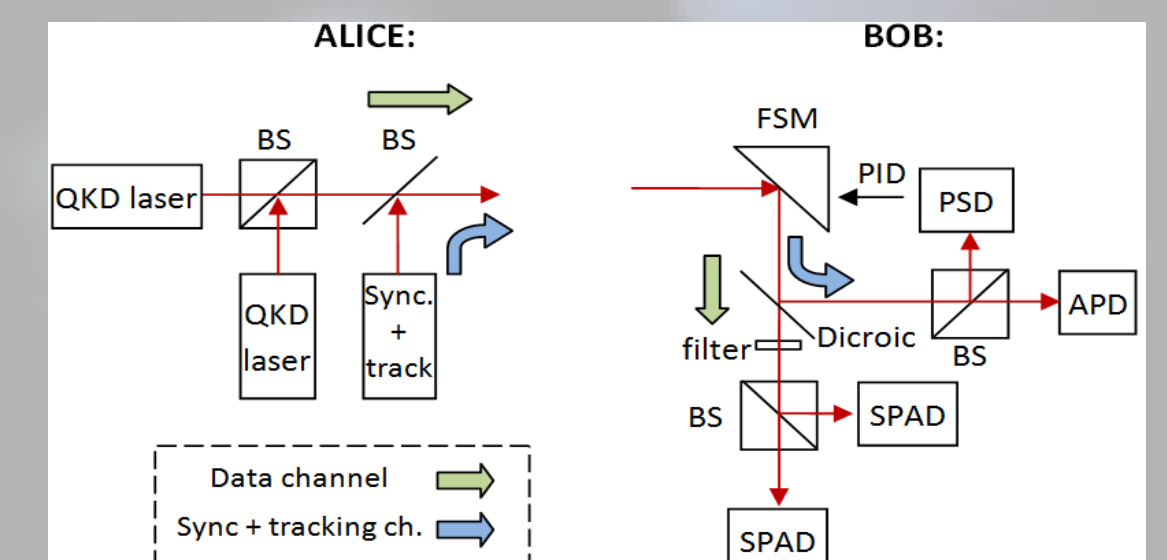 ALICE:
BOB:
FSM
BS
BS
PID
QKD laser
PSD
QKD
laser
Sync.
+
track
APD
Dicroic
filter
BS
BS
SPAD
Data channel
Sync + tracking ch.
SPAD